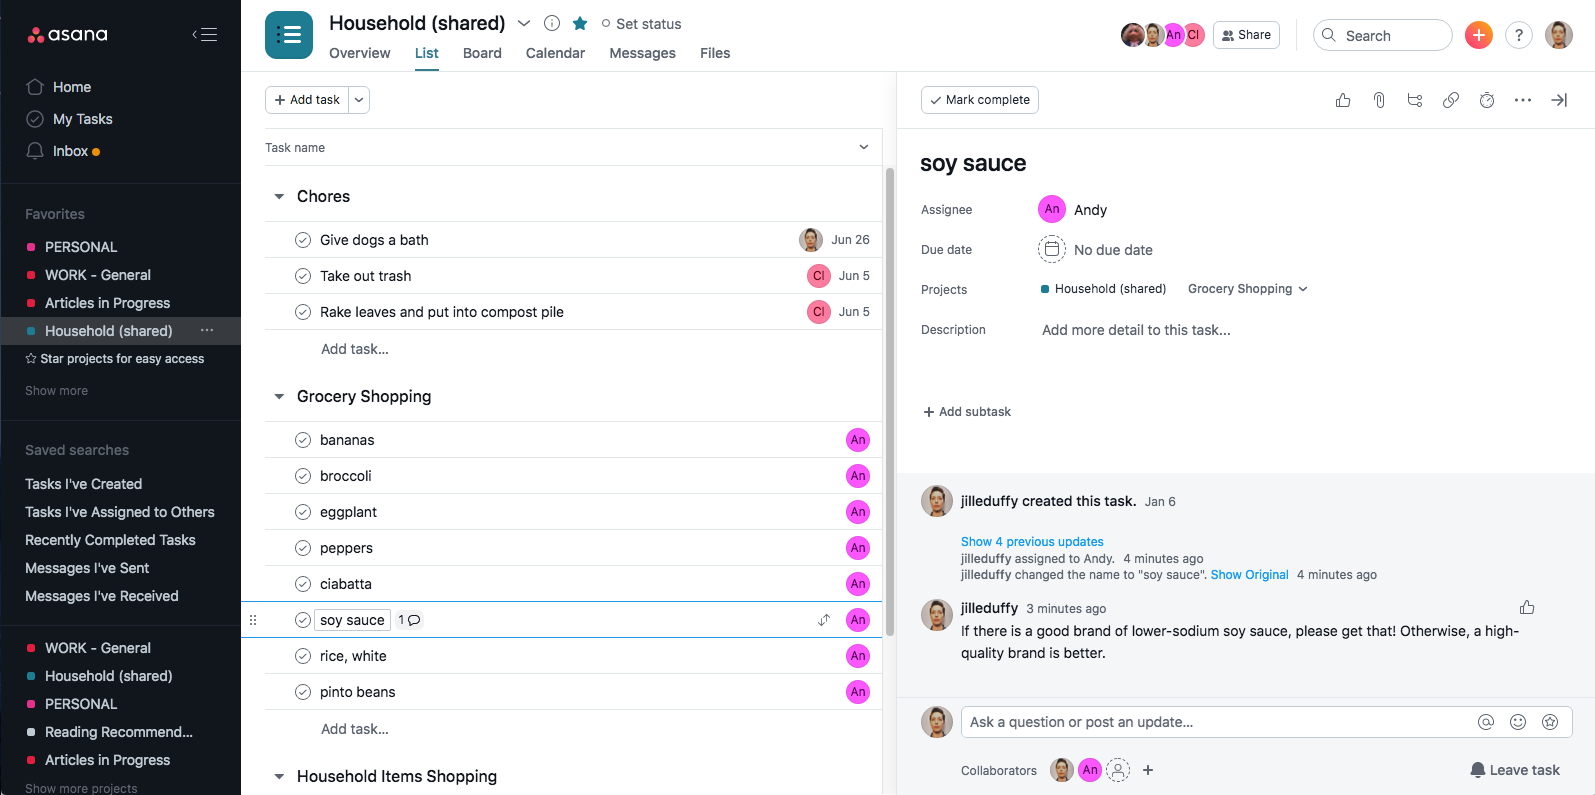 asana
Home
My Tasks
Inbox
Favorites
PERSONAL
WORK - General
Articles in Progress
Household (shared)
Star projects for easy access
Show more
Saved searches
Tasks I've Created
Tasks I've Assigned to Others
Recently Completed Tasks
Messages I've Sent
Messages I've Received
WORK - General
Household (shared)
PERSONAL
Reading Recommend...
Articles in Progress
Show more projects
Household (shared)
Set status
Overview List Board Calendar Messages Files
An CI Share Search ?
+ Add task
Task name
Chores
Give dogs a bath Jun 26
Take out trash CI Jun 5
Rake leaves and put into compost pile CI Jun 5
Add task...
Grocery Shopping
bananas An
broccoli An
eggplant An
peppers An
ciabatta An
soy sauce 1 An
rice, white An
pinto beans An
Add task...
Household Items Shopping
Mark complete
soy sauce
Assignee An Andy
Due date No due date
Projects Household (shared) Grocery Shopping
Description Add more detail to this task...
+ Add subtask
jilleduffy created this task. Jan 6
Show 4 previous updates
jilleduffy assigned to Andy. 4 minutes ago
jilleduffy changed the name to "soy sauce". Show Original 4 minutes ago
jilleduffy 3 minutes ago
If there is a good brand of lower-sodium soy sauce, please get that! Otherwise, a high-
quality brand is better.
Ask a question or post an update...
Collaborators An + Leave task